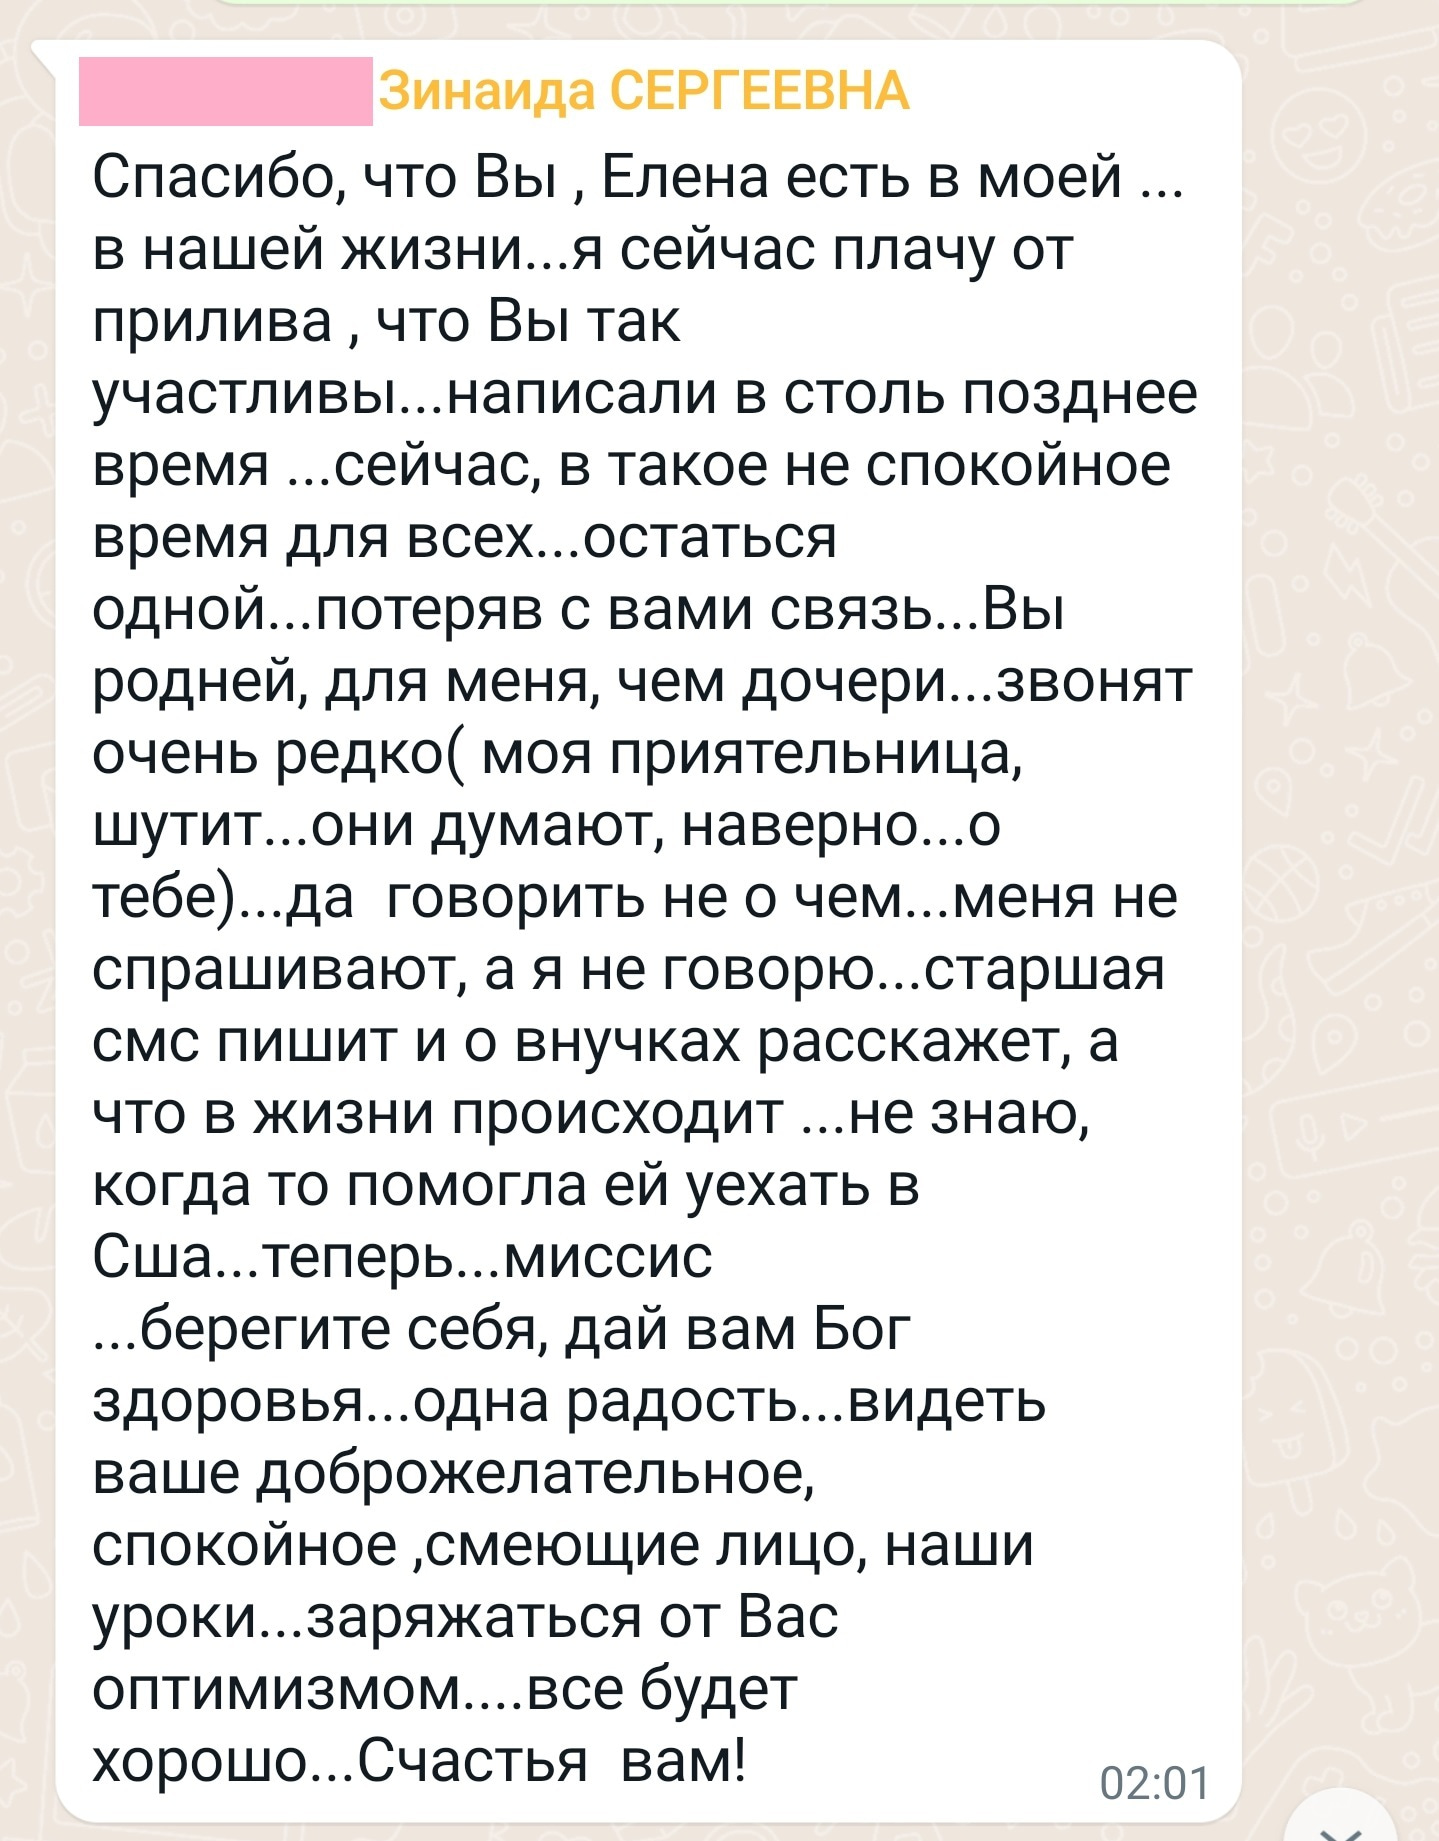 Зинаида СЕРГЕЕВНА
Спасибо, что Вы , Елена есть в моей ...
в нашей жизни...я сейчас плачу от
прилива , что Вы так
участливы...написали в столь позднее
время ...сейчас, в такое не спокойное
время для всех...остаться
одной...потеряв с вами связь...Вы
родней, для меня, чем дочери...звонят
очень редко( моя приятельница,
шутит...они думают, наверно...о
тебе)...да  говорить не о чем...меня не
спрашивают, а я не говорю...старшая
смс пишит и о внучках расскажет, а
что в жизни происходит ...не знаю,
когда то помогла ей уехать в
Сша...теперь...миссис
...берегите себя, дай вам Бог
здоровья...одна радость...видеть
ваше доброжелательное,
спокойное ,смеющие лицо, наши
уроки...заряжаться от Вас
оптимизмом....все будет
хорошо...Счастья  вам!
02:01